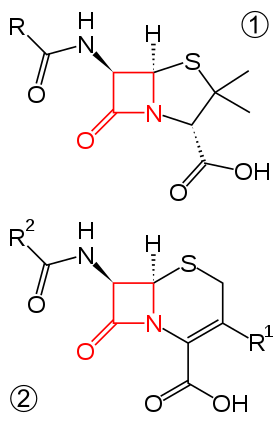 R H N H S 1
O
O N
O OH
R2 H N H S
O
O N R1
O OH
2